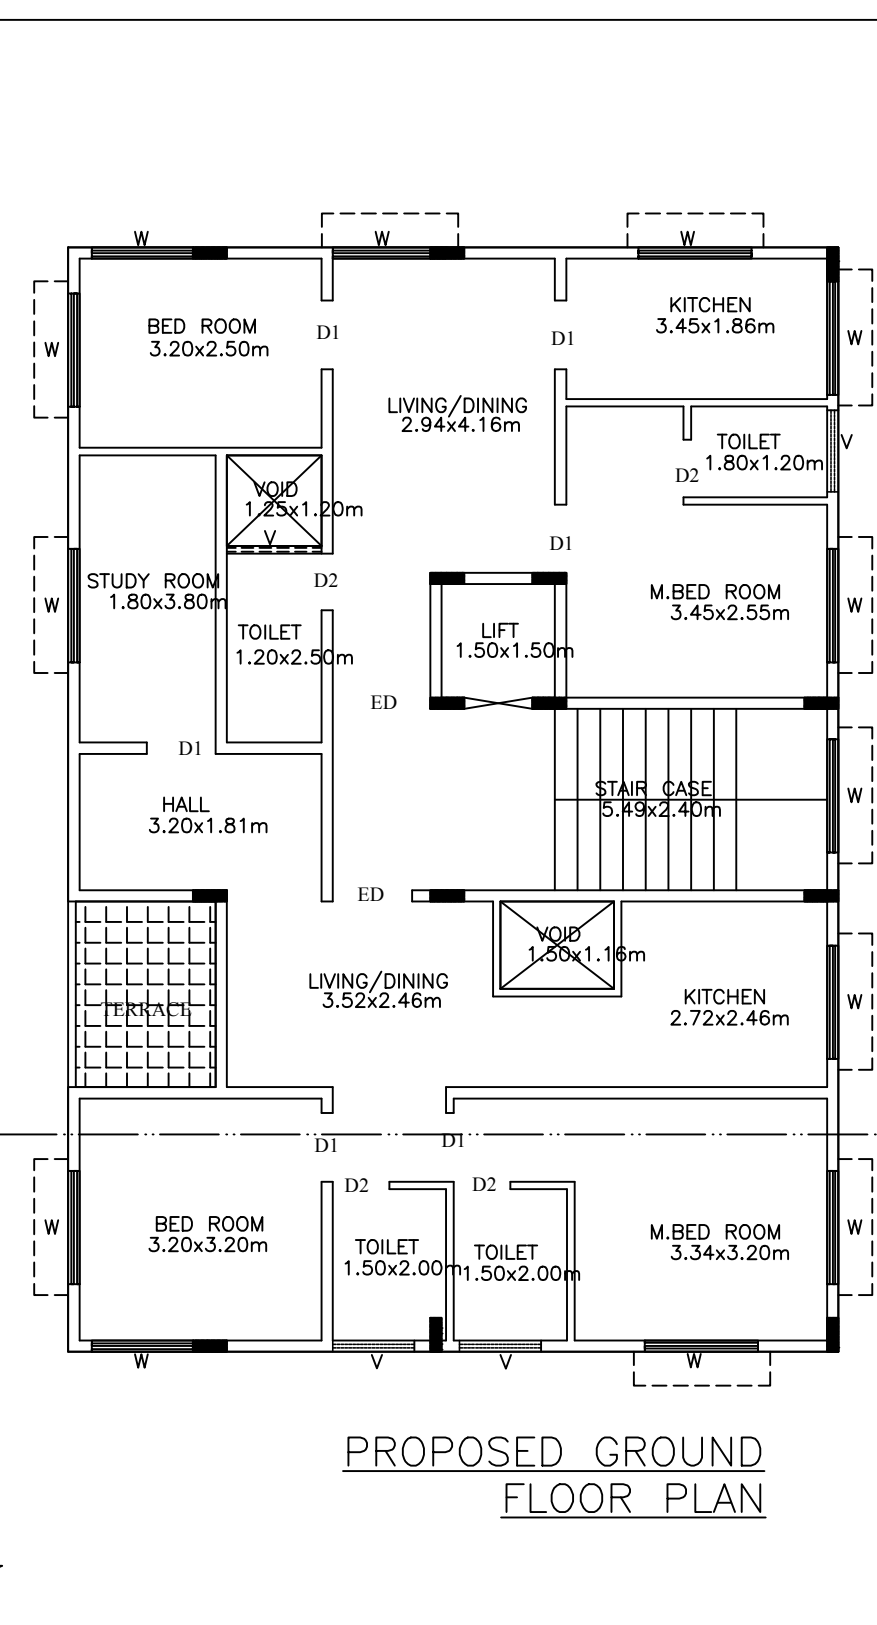 W
W
W
BED ROOM
3.20x2.50m
W
D1
D1
KITCHEN
3.45x1.86m
W
LIVING/DINING
2.94x4.16m
TOILET
1.80x1.20m
V
D2
VOID
1.25x1.20m
V
D1
STUDY ROOM
1.80x3.80m
W
D2
M.BED ROOM
3.45x2.55m
W
TOILET
1.20x2.50m
LIFT
1.50x1.50m
ED
D1
HALL
3.20x1.81m
STAIR CASE
5.49x2.40m
W
ED
VOID
1.50x1.16m
LIVING/DINING
3.52x2.46m
KITCHEN
2.72x2.46m
W
TERRACE
D1
D1
D2
D2
BED ROOM
3.20x3.20m
W
TOILET
1.50x2.00m
TOILET
1.50x2.00m
M.BED ROOM
3.34x3.20m
W
W
V
V
W
PROPOSED GROUND
FLOOR PLAN